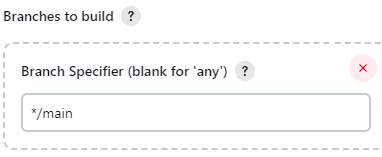 Branches to build ?
Branch Specifier (blank for 'any') ?
*/main